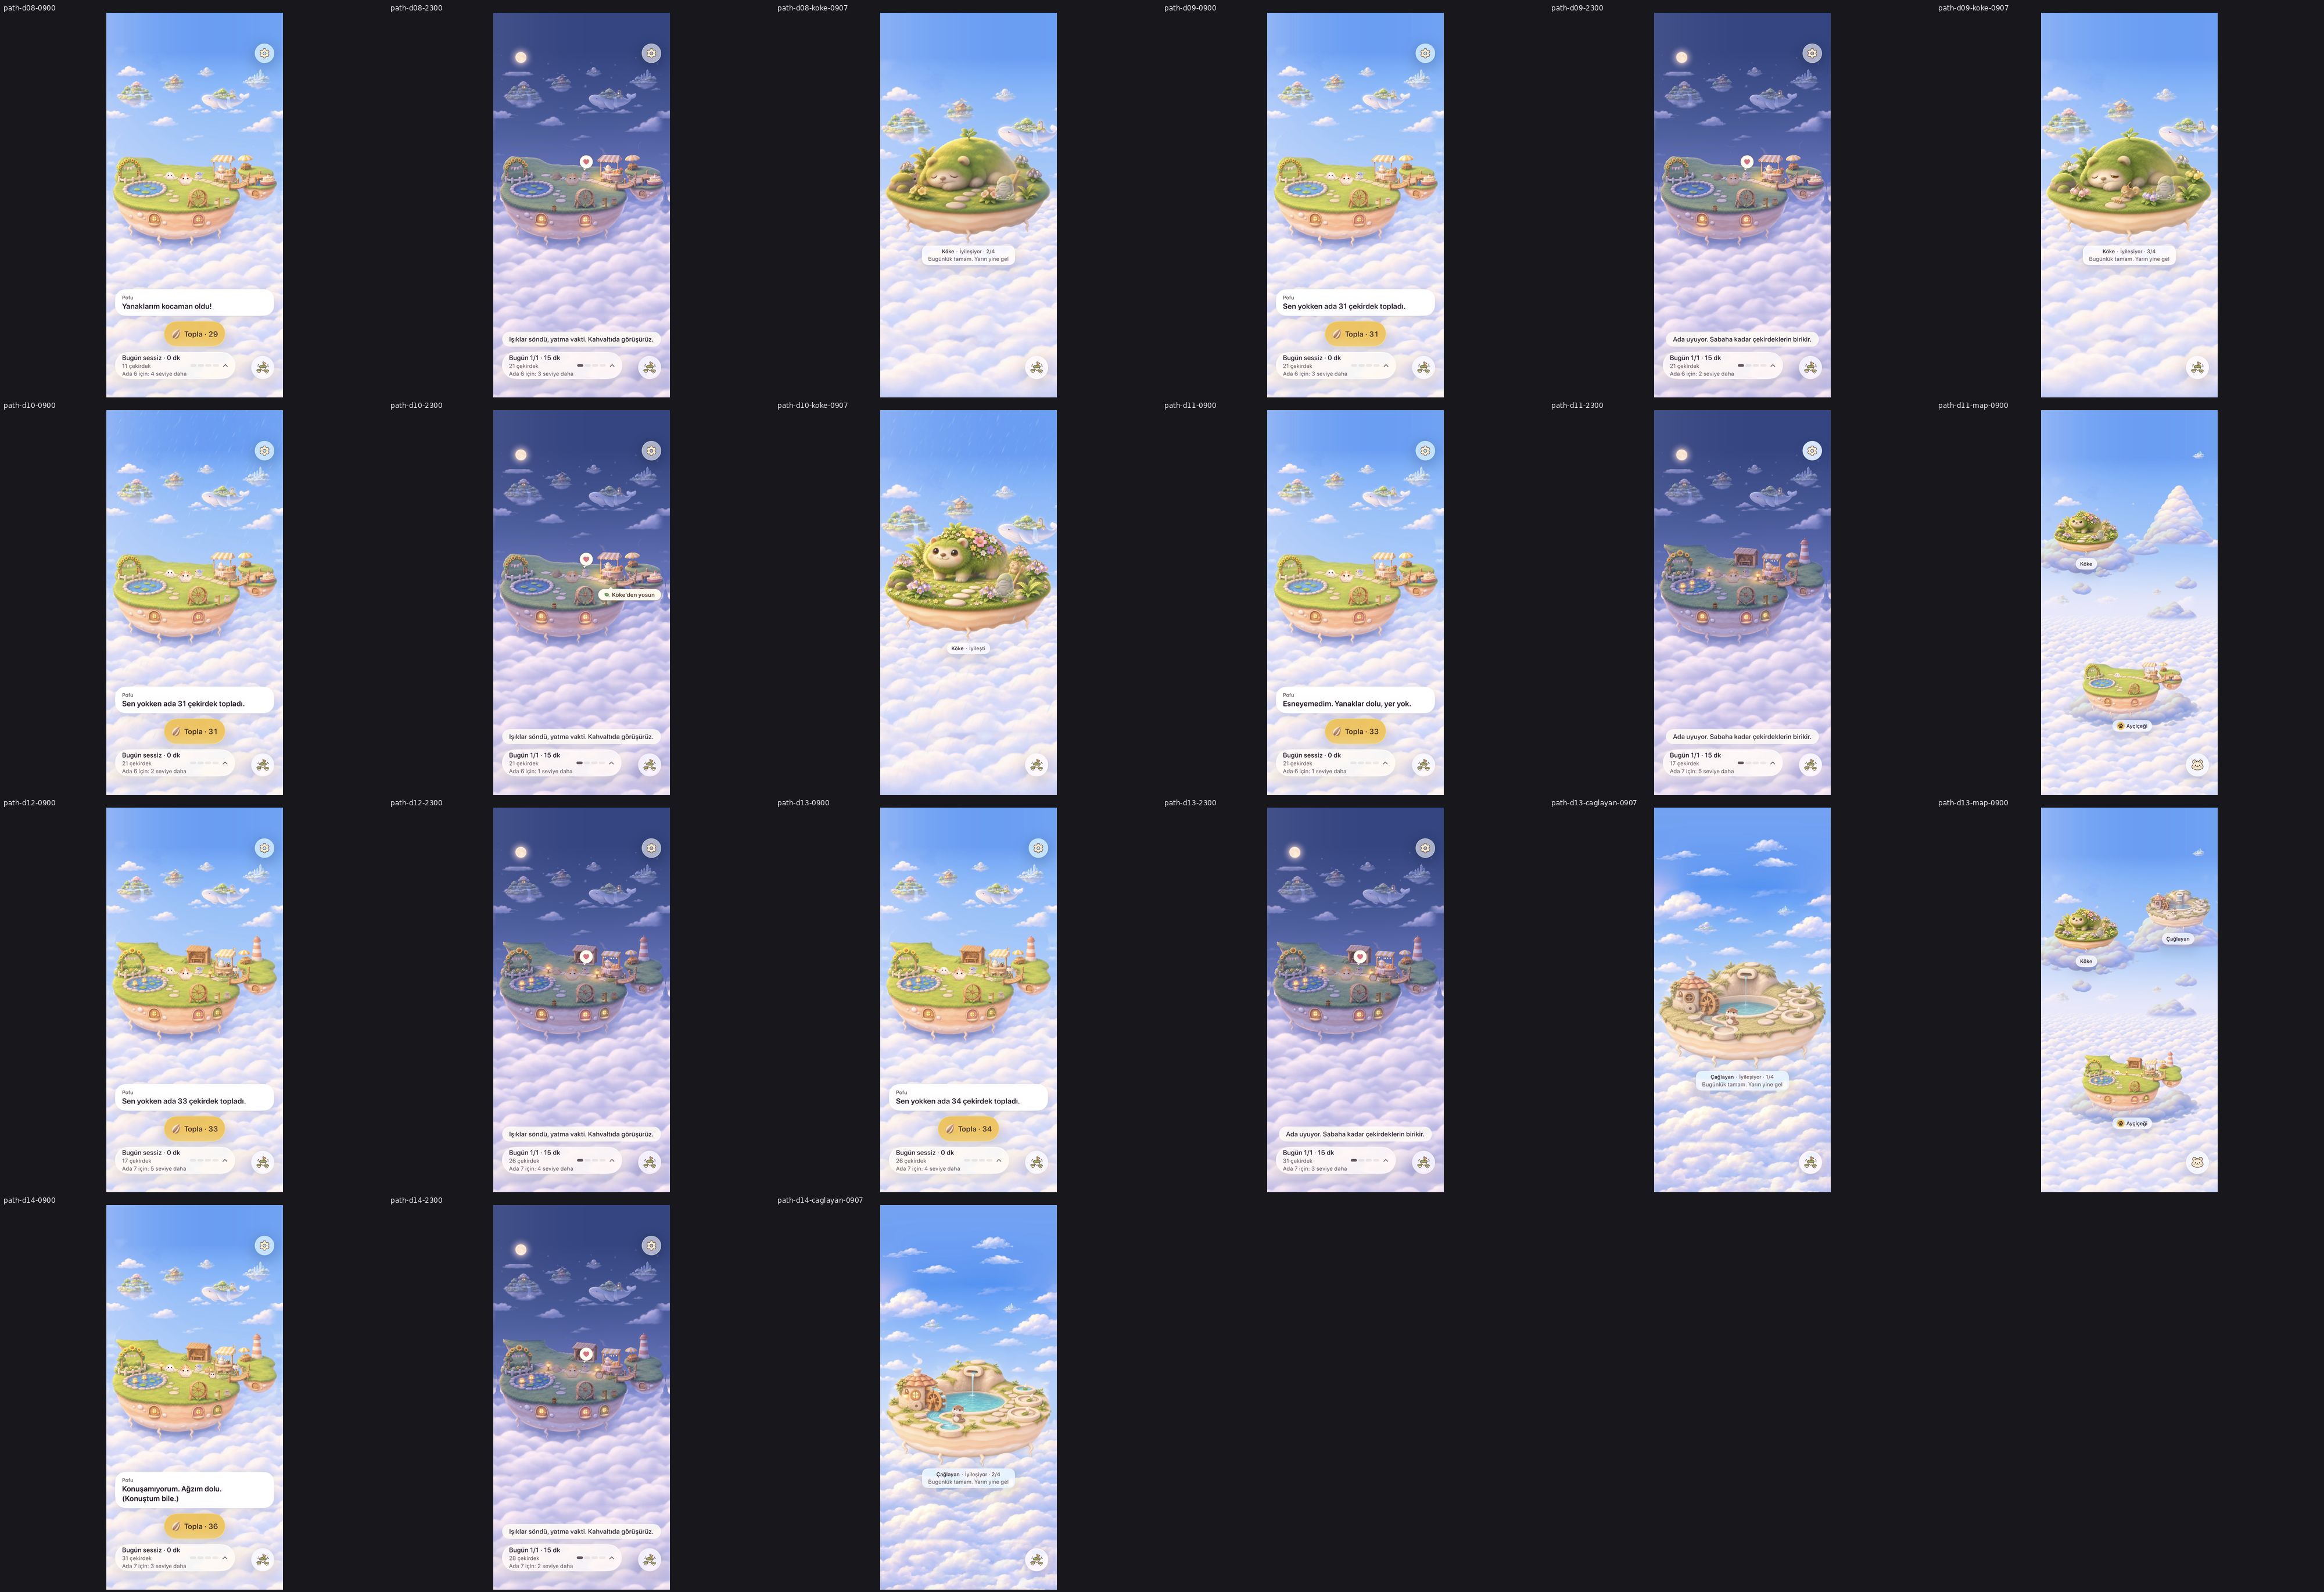 path-d08-0900
Pofu
Yanaklarım kocaman oldu!
Topla · 29
Bugün sessiz · 0 dk
11 çekirdek
Ada 6 için: 4 seviye daha
path-d08-2300
Işıklar söndü, yatma vakti. Kahvaltıda görüşürüz.
Bugün 1/1 · 15 dk
21 çekirdek
Ada 6 için: 3 seviye daha
path-d08-koke-0907
Köke · İyileşiyor · 2/4
Bugünlük tamam. Yarın yine gel
path-d09-0900
Pofu
Sen yokken ada 31 çekirdek topladı.
Topla · 31
Bugün sessiz · 0 dk
21 çekirdek
Ada 6 için: 3 seviye daha
path-d09-2300
Ada uyuyor. Sabaha kadar çekirdeklerin birikir.
Bugün 1/1 · 15 dk
21 çekirdek
Ada 6 için: 2 seviye daha
path-d09-koke-0907
Köke · İyileşiyor · 3/4
Bugünlük tamam. Yarın yine gel
path-d10-0900
Pofu
Sen yokken ada 31 çekirdek topladı.
Topla · 31
Bugün sessiz · 0 dk
21 çekirdek
Ada 6 için: 2 seviye daha
path-d10-2300
Köke'den yosun
Işıklar söndü, yatma vakti. Kahvaltıda görüşürüz.
Bugün 1/1 · 15 dk
21 çekirdek
Ada 6 için: 1 seviye daha
path-d10-koke-0907
Köke · İyileşti
path-d11-0900
Pofu
Esneyemedim. Yanaklar dolu, yer yok.
Topla · 33
Bugün sessiz · 0 dk
21 çekirdek
Ada 6 için: 1 seviye daha
path-d11-2300
Ada uyuyor. Sabaha kadar çekirdeklerin birikir.
Bugün 1/1 · 15 dk
17 çekirdek
Ada 7 için: 5 seviye daha
path-d11-map-0900
Köke
Ayçiçeği
path-d12-0900
Pofu
Sen yokken ada 33 çekirdek topladı.
Topla · 33
Bugün sessiz · 0 dk
17 çekirdek
Ada 7 için: 5 seviye daha
path-d12-2300
Işıklar söndü, yatma vakti. Kahvaltıda görüşürüz.
Bugün 1/1 · 15 dk
26 çekirdek
Ada 7 için: 4 seviye daha
path-d13-0900
Pofu
Sen yokken ada 34 çekirdek topladı.
Topla · 34
Bugün sessiz · 0 dk
26 çekirdek
Ada 7 için: 4 seviye daha
path-d13-2300
Ada uyuyor. Sabaha kadar çekirdeklerin birikir.
Bugün 1/1 · 15 dk
31 çekirdek
Ada 7 için: 3 seviye daha
path-d13-caglayan-0907
Çağlayan · İyileşiyor · 1/4
Bugünlük tamam. Yarın yine gel
path-d13-map-0900
Çağlayan
Köke
Ayçiçeği
path-d14-0900
Pofu
Konuşamıyorum. Ağzım dolu.
(Konuştum bile.)
Topla · 36
Bugün sessiz · 0 dk
31 çekirdek
Ada 7 için: 3 seviye daha
path-d14-2300
Işıklar söndü, yatma vakti. Kahvaltıda görüşürüz.
Bugün 1/1 · 15 dk
28 çekirdek
Ada 7 için: 2 seviye daha
path-d14-caglayan-0907
Çağlayan · İyileşiyor · 2/4
Bugünlük tamam. Yarın yine gel